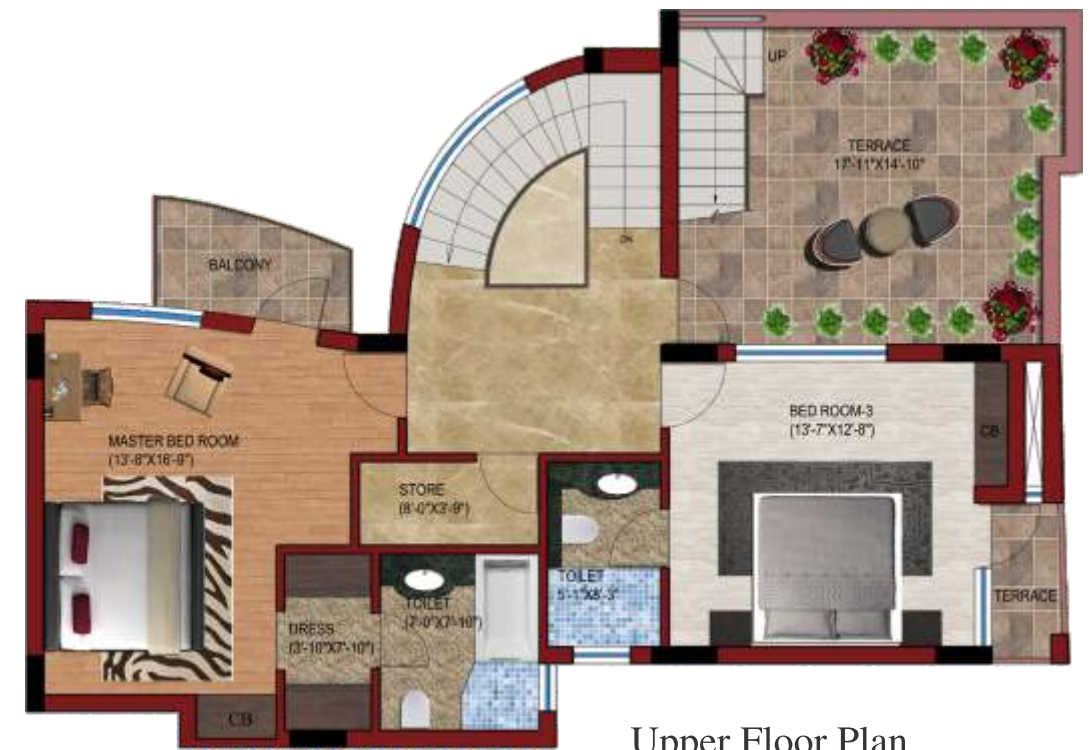 UP
TERRACE
17'-11"X14'-10"
DN
BALCONY
BED ROOM-3
(13'-7"X12'-8")
CB
MASTER BED ROOM
(13'-8"X16'-9")
STORE
(8'-0"X3'-9")
TOILET
5'-1"X8'-3"
TERRACE
TOILET
(7'-0"X7'-10")
DRESS
(3'-10"X7'-10")
CB
Upper Floor Plan